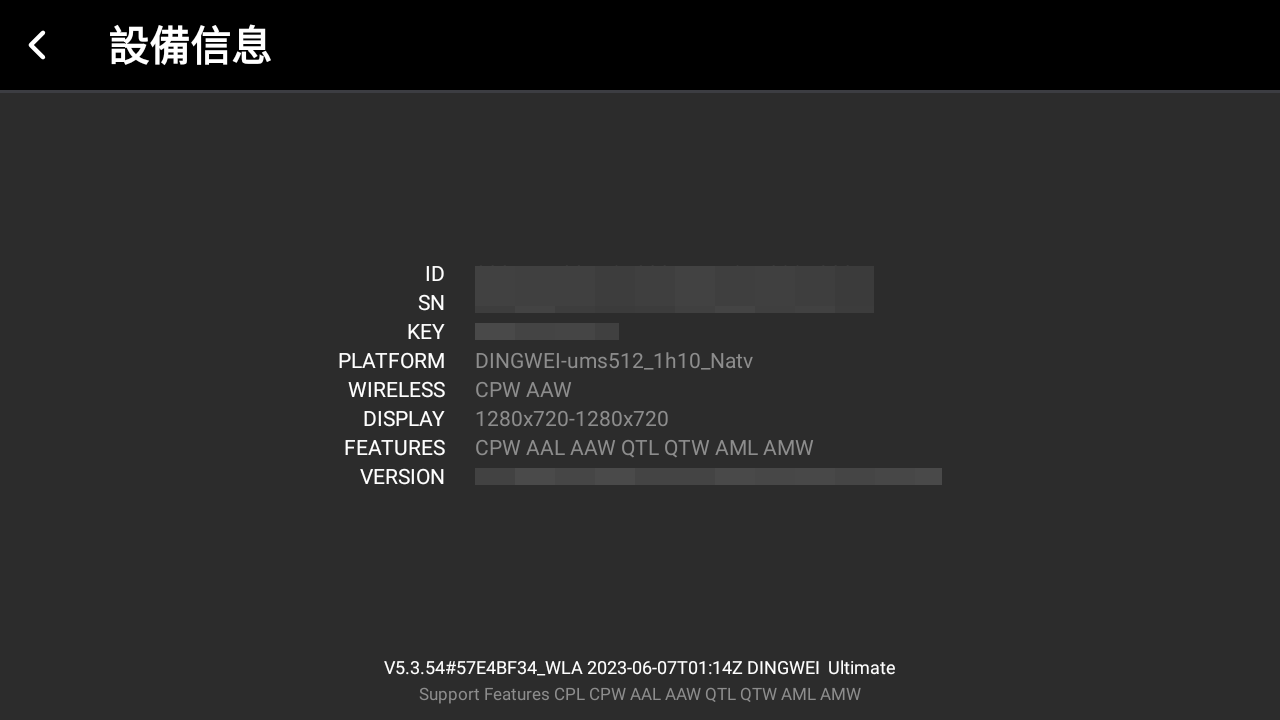 設備信息
ID
SN
KEY
PLATFORM DINGWEI-ums512_1h10_Natv
WIRELESS CPW AAW
DISPLAY 1280x720-1280x720
FEATURES CPW AAL AAW QTL QTW AML AMW
VERSION
V5.3.54#57E4BF34_WLA 2023-06-07T01:14Z DINGWEI Ultimate
Support Features CPL CPW AAL AAW QTL QTW AML AMW